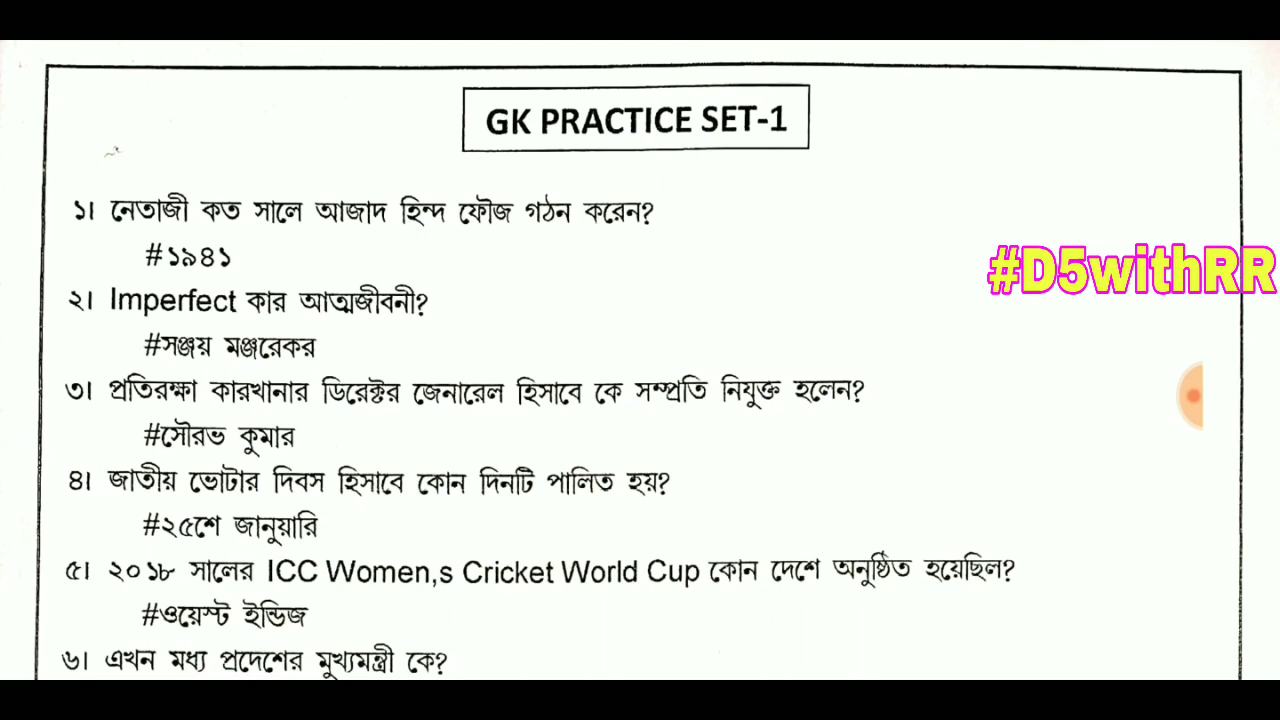 GK PRACTICE SET-1
১। নেতাজী কত সালে আজাদ হিন্দ ফৌজ গঠন করেন?
#১৯৪১
#D5withRR
২। Imperfect কার আত্মজীবনী?
#সঞ্জয় মঞ্জরেকর
৩। প্রতিরক্ষা কারখানার ডিরেক্টর জেনারেল হিসাবে কে সম্প্রতি নিযুক্ত হলেন?
#সৌরভ কুমার
৪। জাতীয় ভোটার দিবস হিসাবে কোন দিনটি পালিত হয়?
#২৫শে জানুয়ারি
৫। ২০১৮ সালের ICC Women,s Cricket World Cup কোন দেশে অনুষ্ঠিত হয়েছিল?
#ওয়েস্ট ইন্ডিজ
৬। এখন মধ্য প্রদেশের মুখ্যমন্ত্রী কে?